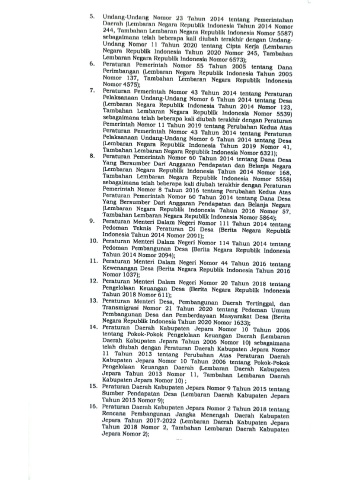 5. Undang-Undang Nomor 23 Tahun 2014 tentang Pemerintahan
Daerah (Lembaran Negara Republik Indonesia Tahun 2014 Nomor
244, Tambahan Lembaran Negara Republik Indonesia Nomor 5587)
sebagaimana telah beberapa kali diubah terakhir dengan Undang-
Undang Nomor 11 Tahun 2020 tentang Cipta Kerja (Lembaran
Negara Republik Indonesia Tahun 2020 Nomor 245, Tambahan
Lembaran Negara Republik Indonesia Nomor 6573);
6. Peraturan Pemerintah Nomor 55 Tahun 2005 tentang Dana
Perimbangan (Lembaran Negara Republik Indonesia Tahun 2005
Nomor 137, Tambahan Lembaran Negara Republik Indonesia
Nomor 4575);
7. Peraturan Pemerintah Nomor 43 Tahun 2014 tentang Peraturan
Pelaksanaan Undang-Undang Nomor 6 Tahun 2014 tentang Desa
(Lembaran Negara Republik Indonesia Tahun 2014 Nomor 123,
Tambahan Lembaran Negara Republik Indonesia Nomor 5539)
sebagaimana telah beberapa kali diubah terakhir dengan Peraturan
Pemerintah Nomor 11 Tahun 2019 tentang Perubahan Kedua Atas
Peraturan Pemerintah Nomor 43 Tahun 2014 tentang Peraturan
Pelaksanaan Undang-Undang Nomor 6 Tahun 2014 tentang Desa
(Lembaran Negara Republik Indonesia Tahun 2019 Nomor 41,
Tambahan Lembaran Negara Republik Indonesia Nomor 6321);
8. Peraturan Pemerintah Nomor 60 Tahun 2014 tentang Dana Desa
Yang Bersumber Dari Anggaran Pendapatan dan Belanja Negara
(Lembaran Negara Republik Indonesia Tahun 2014 Nomor 168,
Tambahan Lembaran Negara Republik Indonesia Nomor 5558)
sebagaimana telah beberapa kali diubah terakhir dengan Peraturan
Pemerintah Nomor 8 Tahun 2016 tentang Perubahan Kedua Atas
Peraturan Pemerintah Nomor 60 Tahun 2014 tentang Dana Desa
Yang Bersumber Dari Anggaran Pendapatan dan Belanja Negara
(Lembaran Negara Republik Indonesia Tahun 2016 Nomor 57,
Tambahan Lembaran Negara Republik Indonesia Nomor 5864);
9. Peraturan Menteri Dalam Negeri Nomor 111 Tahun 2014 tentang
Pedoman Teknis Peraturan Di Desa (Berita Negara Republik
Indonesia Tahun 2014 Nomor 2091);
10. Peraturan Menteri Dalam Negeri Nomor 114 Tahun 2014 tentang
Pedoman Pembangunan Desa (Berita Negara Republik Indonesia
Tahun 2014 Nomor 2094);
11. Peraturan Menteri Dalam Negeri Nomor 44 Tahun 2016 tentang
Kewenangan Desa (Berita Negara Republik Indonesia Tahun 2016
Nomor 1037);
12. Peraturan Menteri Dalam Negeri Nomor 20 Tahun 2018 tentang
Pengelolaan Keuangan Desa (Berita Negara Republik Indonesia
Tahun 2018 Nomor 611);
13. Peraturan Menteri Desa, Pembangunan Daerah Tertinggal, dan
Transmigrasi Nomor 21 Tahun 2020 tentang Pedoman Umum
Pembangunan Desa dan Pemberdayaan Masyarakat Desa (Berita
Negara Republik Indonesia Tahun 2020 Nomor 1633);
14. Peraturan Daerah Kabupaten Jepara Nomor 10 Tahun 2006
tentang Pokok-Pokok Pengelolaan Keuangan Daerah (Lembaran
Daerah Kabupaten Jepara Tahun 2006 Nomor 10) sebagaimana
telah diubah dengan Peraturan Daerah Kabupaten Jepara Nomor
11 Tahun 2013 tentang Perubahan Atas Peraturan Daerah
Kabupaten Jepara Nomor 10 Tahun 2006 tentang Pokok-Pokok
Pengelolaan Keuangan Daerah (Lembaran Daerah Kabupaten
Jepara Tahun 2013 Nomor 11, Tambahan Lembaran Daerah
Kabupaten Jepara Nomor 10) ;
15. Peraturan Daerah Kabupaten Jepara Nomor 9 Tahun 2015 tentang
Sumber Pendapatan Desa (Lembaran Daerah Kabupaten Jepara
Tahun 2015 Nomor 9);
16. Peraturan Daerah Kabupaten Jepara Nomor 2 Tahun 2018 tentang
Rencana Pembangunan Jangka Menengah Daerah Kabupaten
Jepara Tahun 2017-2022 (Lembaran Daerah Kabupaten Jepara
Tahun 2018 Nomor 2, Tambahan Lembaran Daerah Kabupaten
Jepara Nomor 2);